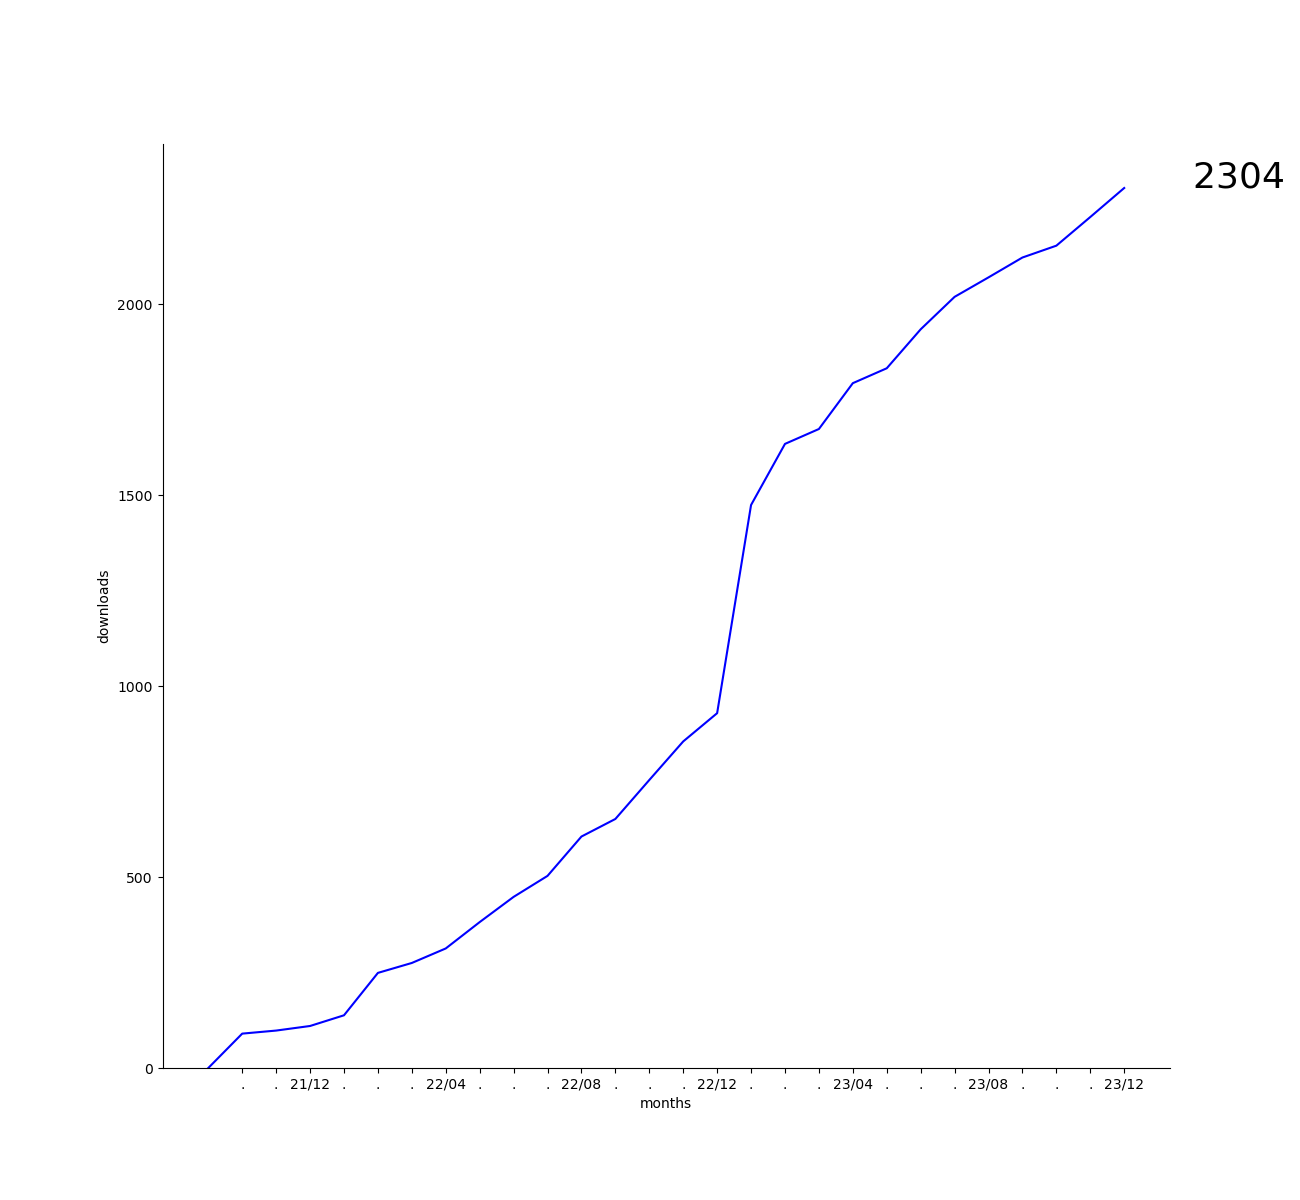 2304
2000
1500
downloads
1000
500
0
. . 21/12 . . . 22/04 . . . 22/08 . . . 22/12 . . . 23/04 . . . 23/08 . . . 23/12
months